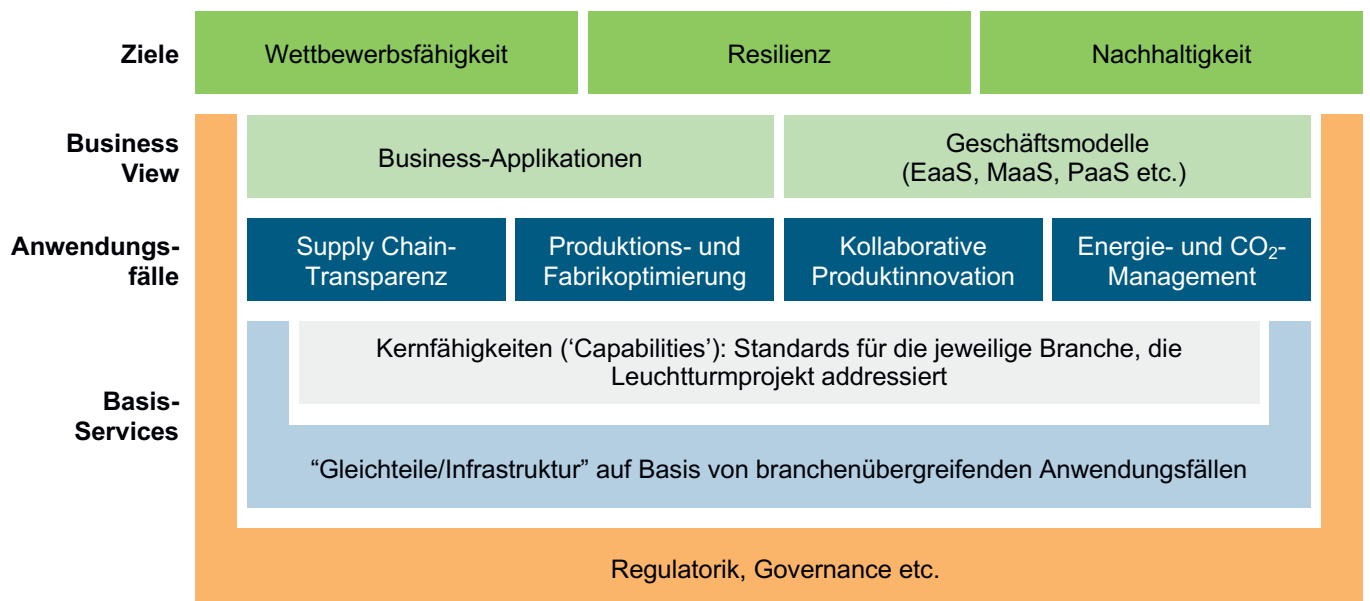 Ziele
Wettbewerbsfähigkeit
Resilienz
Nachhaltigkeit
Business
View
Business-Applikationen
Geschäftsmodelle
(EaaS, MaaS, PaaS etc.)
Anwendungs-
fälle
Supply Chain-
Transparenz
Produktions- und
Fabrikoptimierung
Kollaborative
Produktinnovation
Energie- und CO₂-
Management
Basis-
Services
Kernfähigkeiten (‘Capabilities’): Standards für die jeweilige Branche, die
Leuchtturmprojekt addressiert
“Gleichteile/Infrastruktur” auf Basis von branchenübergreifenden Anwendungsfällen
Regulatorik, Governance etc.